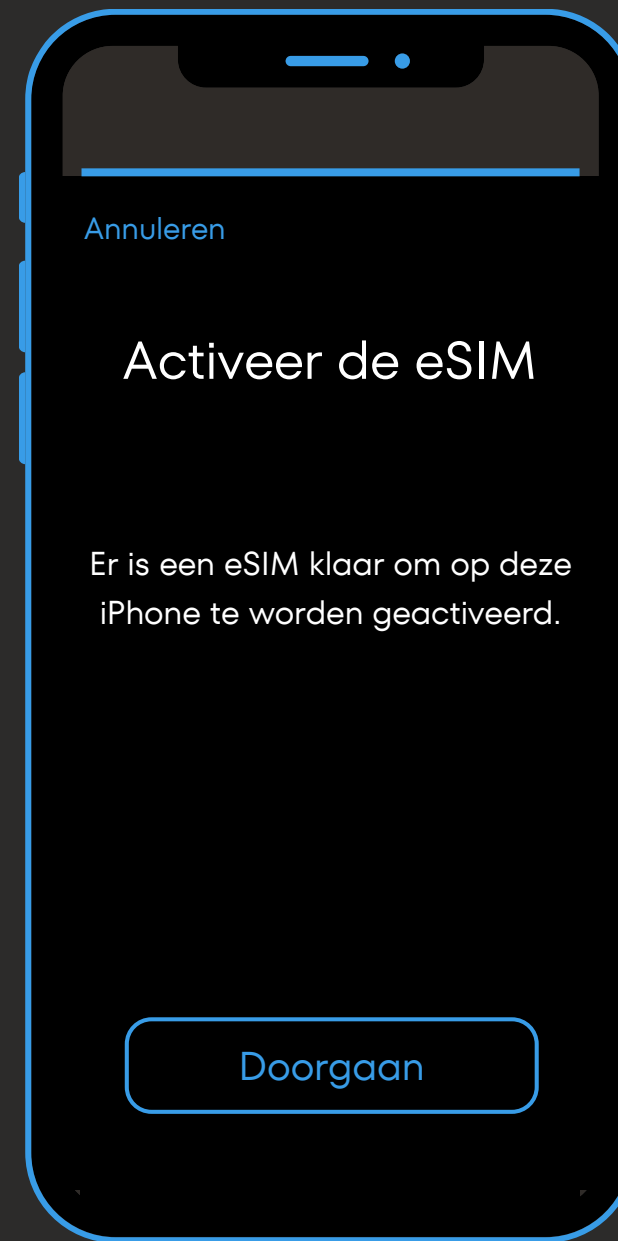 Annuleren
Activeer de eSIM
Er is een eSIM klaar om op deze
iPhone te worden geactiveerd.
Doorgaan